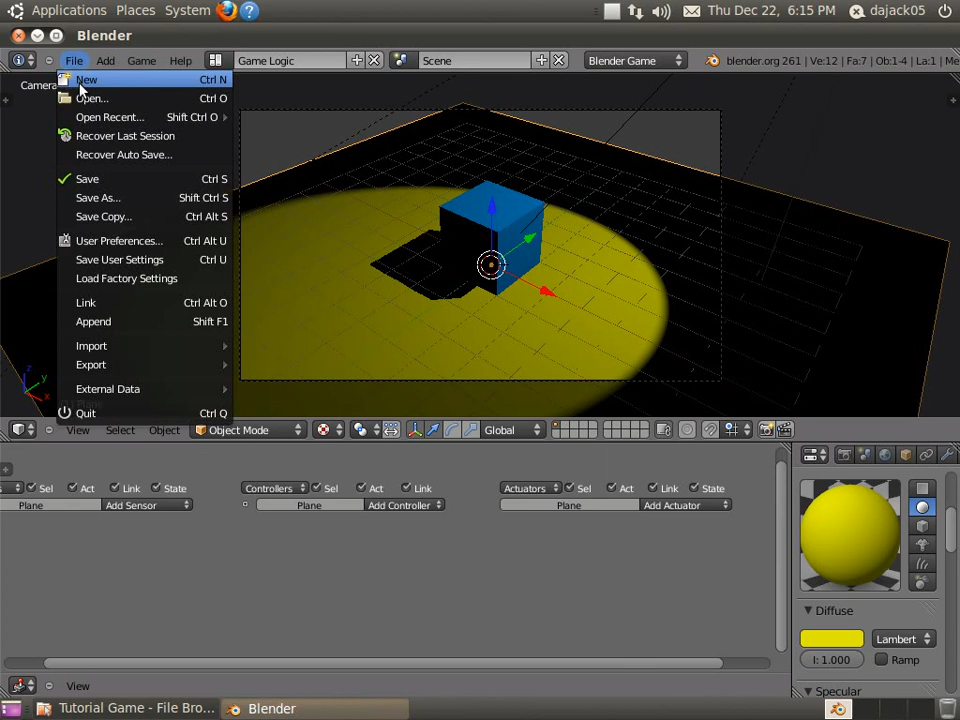 Applications Places System Thu Dec 22, 6:15 PM dajack05
Blender
File Add Game Help Game Logic Scene Blender Game blender.org 261 | Ve:12 | Fa:7 | Ob:1-4 | La:1 |
Camera
New Ctrl N
Open... Ctrl O
Open Recent... Shift Ctrl O
Recover Last Session
Recover Auto Save...
Save Ctrl S
Save As... Shift Ctrl S
Save Copy... Ctrl Alt S
User Preferences... Ctrl Alt U
Save User Settings Ctrl U
Load Factory Settings
Link Ctrl Alt O
Append Shift F1
Import
Export
External Data
Quit Ctrl Q
View Select Object Object Mode Global
Sel Act Link State Controllers Sel Act Link Actuators Sel Act Link State
Plane Add Sensor Plane Add Controller Plane Add Actuator
Diffuse
Lambert
I: 1.000 Ramp
Specular
View
Tutorial Game - File Bro... Blender